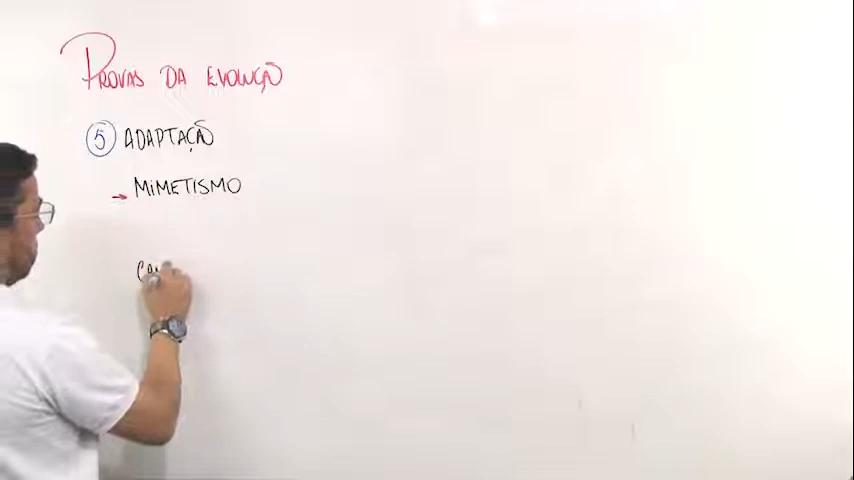 PROVAS DA EVOLUÇÃO
5 ADAPTAÇÃO
→ MIMETISMO